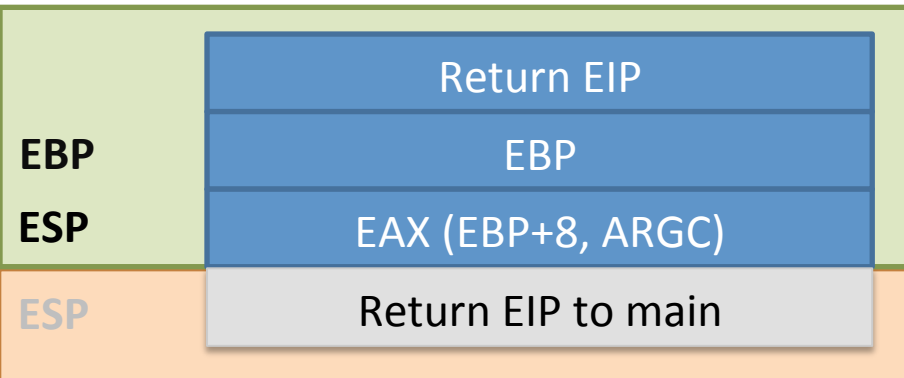 Return EIP
EBP EBP
ESP EAX (EBP+8, ARGC)
ESP Return EIP to main